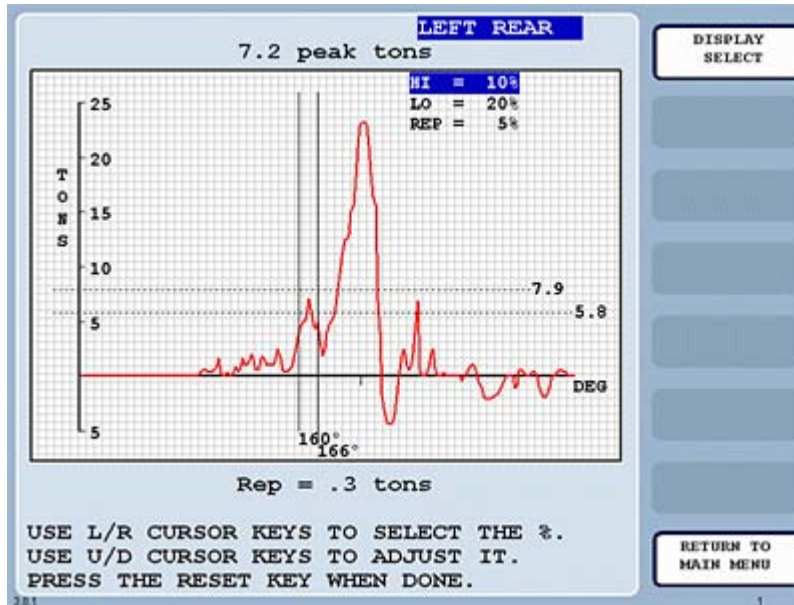 LEFT REAR
7.2 peak tons
DISPLAY
SELECT
HI = 10%
LO = 20%
REP = 5%
25
20
TONS
15
10
7.9
5.8
5
DEG
5
160°
166°
Rep = .3 tons
USE L/R CURSOR KEYS TO SELECT THE %.
USE U/D CURSOR KEYS TO ADJUST IT.
PRESS THE RESET KEY WHEN DONE.
RETURN TO
MAIN MENU
1